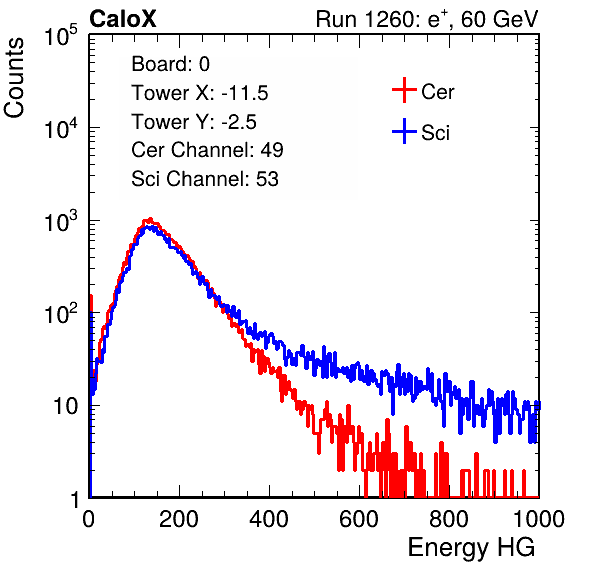 CaloX Run 1260: e⁺, 60 GeV
Counts
Board: 0
Tower X: -11.5
Tower Y: -2.5
Cer Channel: 49
Sci Channel: 53
Cer
Sci
10⁵
10⁴
10³
10²
10
1
0 200 400 600 800 1000
Energy HG